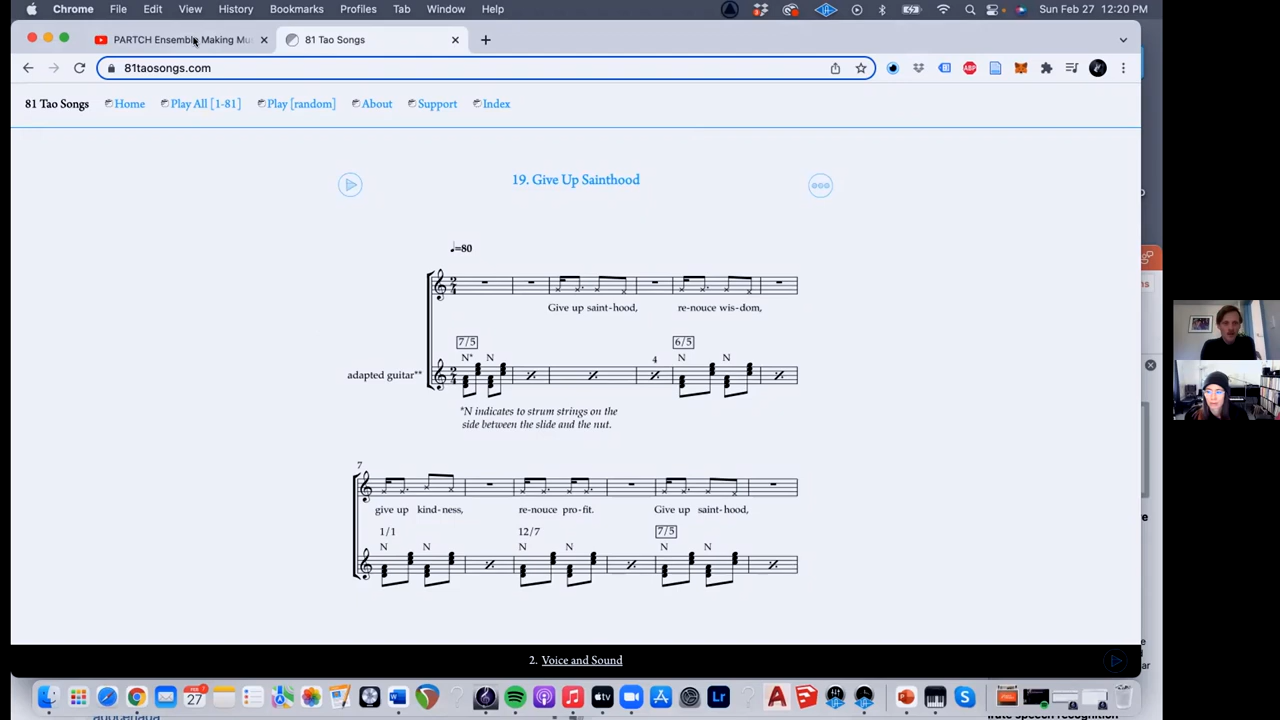 Chrome File Edit View History Bookmarks Profiles Tab Window Help Sun Feb 27 12:20 PM
PARTCH Ensemble Making Mu
81 Tao Songs
81taosongs.com
ABP
81 Tao Songs Home Play All [1-81] Play [random] About Support Index
19. Give Up Sainthood
=80
Give up saint-hood, re-nouce wis-dom,
7/5 6/5
N* N 4 N N
adapted guitar**
*N indicates to strum strings on the
side between the slide and the nut.
7
give up kind-ness, re-nouce pro-fit. Give up saint-hood,
1/1 12/7 7/5
N N N N N N
2. Voice and Sound